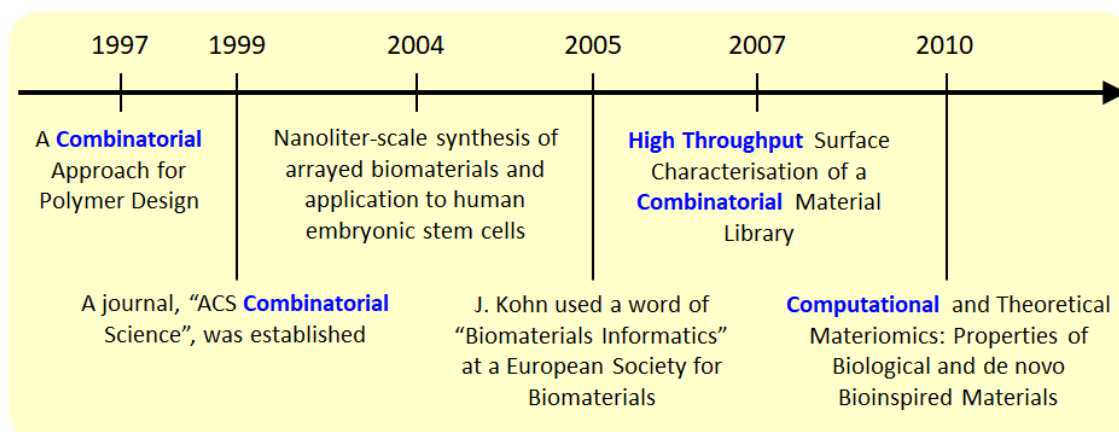 1997 1999 2004 2005 2007 2010
A Combinatorial
Approach for
Polymer Design
Nanoliter-scale synthesis of
arrayed biomaterials and
application to human
embryonic stem cells
High Throughput Surface
Characterisation of a
Combinatorial Material
Library
A journal, “ACS Combinatorial
Science”, was established
J. Kohn used a word of
“Biomaterials Informatics”
at a European Society for
Biomaterials
Computational and Theoretical
Materiomics: Properties of
Biological and de novo
Bioinspired Materials